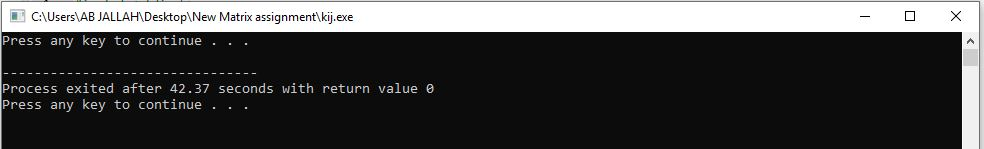 C:\Users\AB JALLAH\Desktop\New Matrix assignment\kij.exe
Press any key to continue . . .
--------------------------------
Process exited after 42.37 seconds with return value 0
Press any key to continue . . .